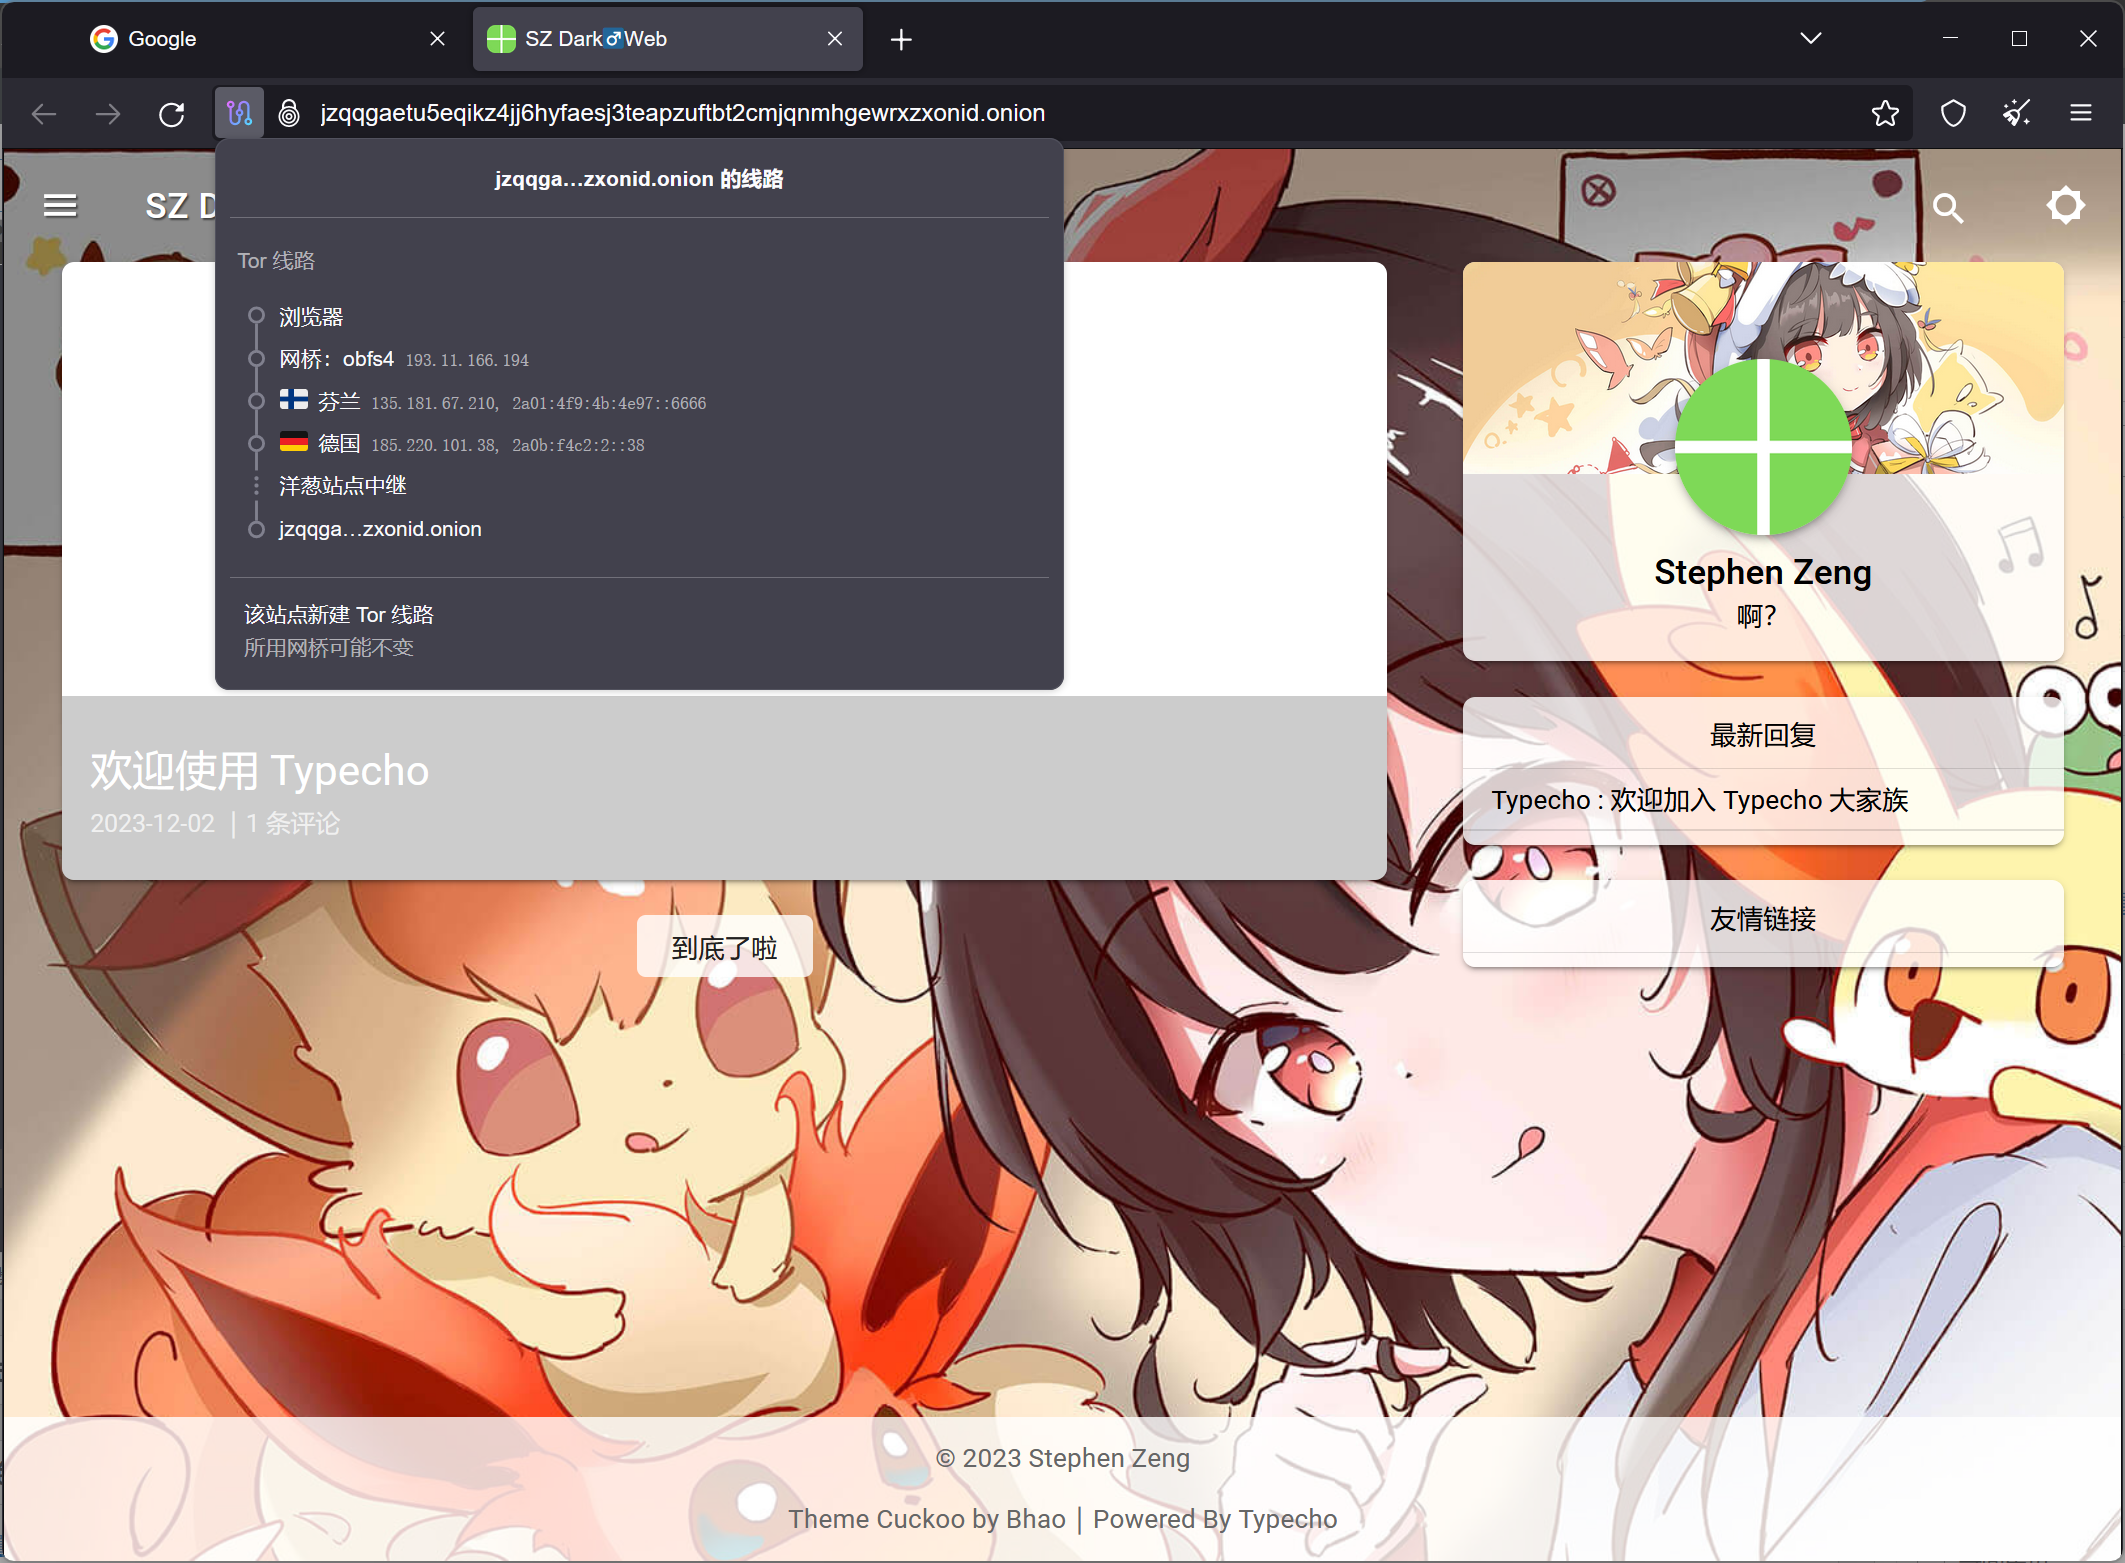 Google
SZ Dark♂Web
jzqqgaetu5eqikz4jj6hyfaesj3teapzuftbt2cmjqnmhgewrxzxonid.onion
SZ D
jzqqga…zxonid.onion 的线路
Tor 线路
浏览器
网桥：obfs4 193.11.166.194
芬兰 135.181.67.210, 2a01:4f9:4b:4e97::6666
德国 185.220.101.38, 2a0b:f4c2:2::38
洋葱站点中继
jzqqga…zxonid.onion
该站点新建 Tor 线路
所用网桥可能不变
欢迎使用 Typecho
2023-12-02 | 1 条评论
到底了啦
Stephen Zeng
啊？
最新回复
Typecho : 欢迎加入 Typecho 大家族
友情链接
© 2023 Stephen Zeng
Theme Cuckoo by Bhao | Powered By Typecho